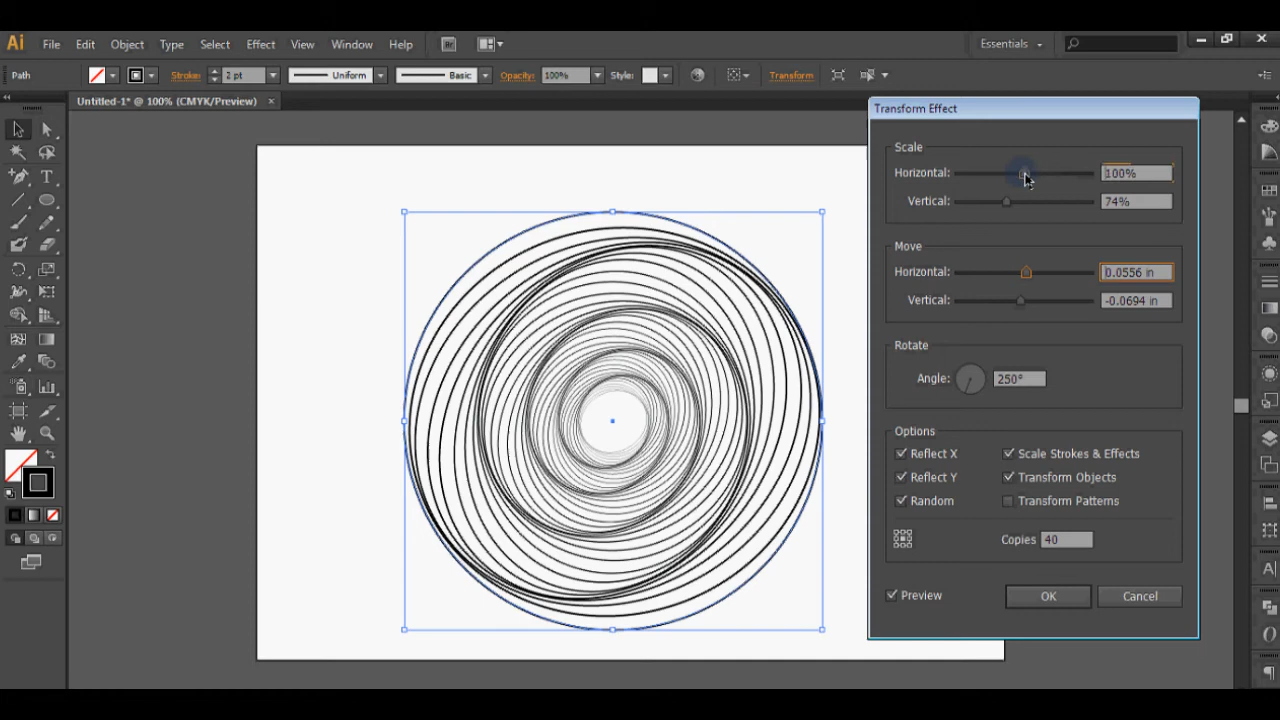 Ai File Edit Object Type Select Effect View Window Help Br Essentials
Path Stroke: 2 pt Uniform Basic Opacity: 100% Style: Transform
Untitled-1* @ 100% (CMYK/Preview) ×
Transform Effect
Scale
Horizontal: 100%
Vertical: 74%
Move
Horizontal: 0.0556 in
Vertical: -0.0694 in
Rotate
Angle: 250°
Options
Reflect X Scale Strokes & Effects
Reflect Y Transform Objects
Random Transform Patterns
Copies 40
Preview OK Cancel